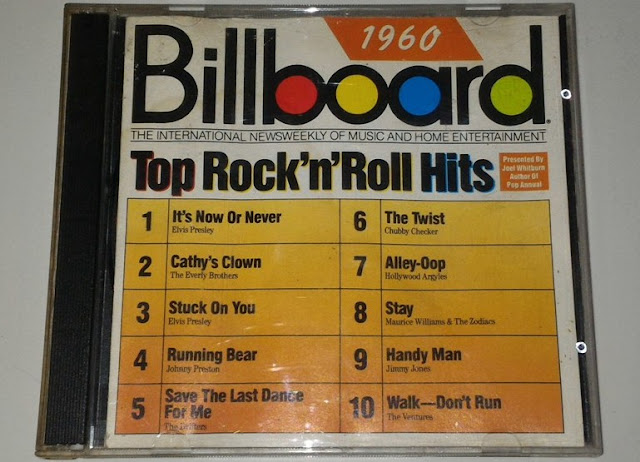 1960
Billboard®
THE INTERNATIONAL NEWSWEEKLY OF MUSIC AND HOME ENTERTAINMENT
Top Rock'n'Roll Hits
Presented By
Joel Whitburn
Author Of
Pop Annual
1 It's Now Or Never
Elvis Presley
2 Cathy's Clown
The Everly Brothers
3 Stuck On You
Elvis Presley
4 Running Bear
Johnny Preston
5 Save The Last Dance
For Me
The Drifters
6 The Twist
Chubby Checker
7 Alley-Oop
Hollywood Argyles
8 Stay
Maurice Williams & The Zodiacs
9 Handy Man
Jimmy Jones
10 Walk—Don't Run
The Ventures